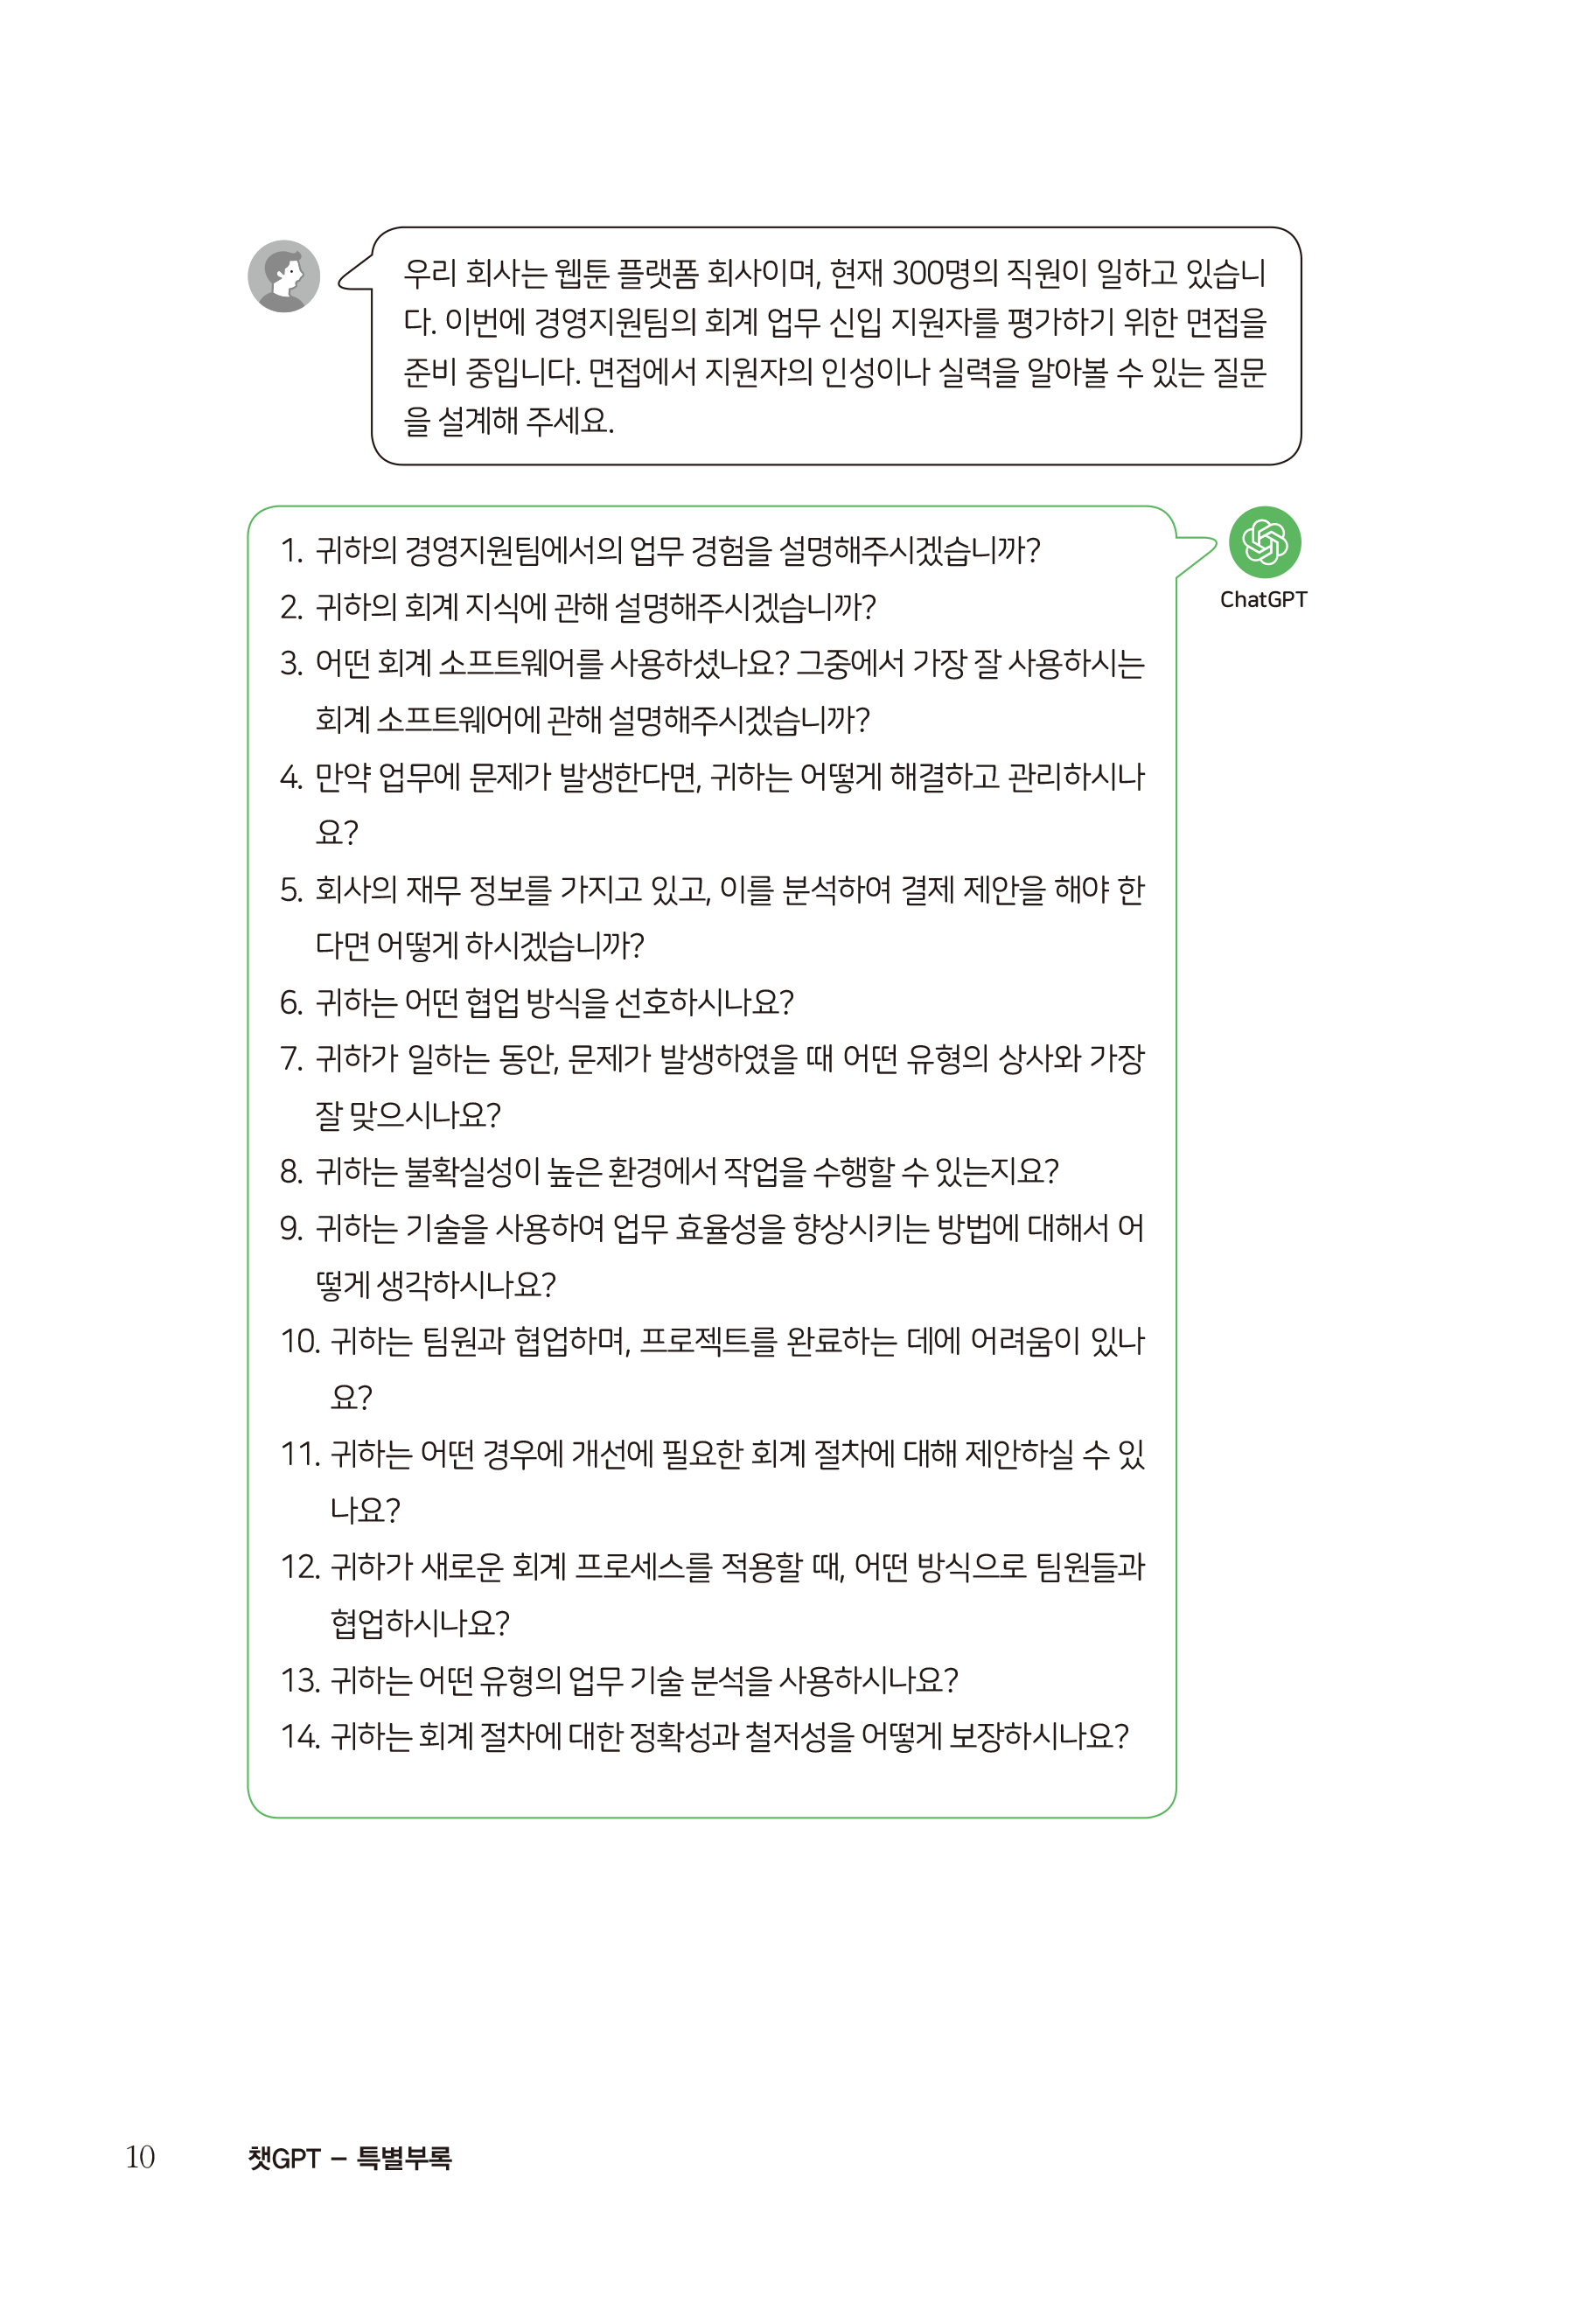 우리 회사는 웹툰 플랫폼 회사이며, 현재 300명의 직원이 일하고 있습니
다. 이번에 경영지원팀의 회계 업무 신입 지원자를 평가하기 위한 면접을
준비 중입니다. 면접에서 지원자의 인성이나 실력을 알아볼 수 있는 질문
을 설계해 주세요.
ChatGPT
1. 귀하의 경영지원팀에서의 업무 경험을 설명해주시겠습니까?
2. 귀하의 회계 지식에 관해 설명해주시겠습니까?
3. 어떤 회계 소프트웨어를 사용하셨나요? 그중에서 가장 잘 사용하시는
회계 소프트웨어에 관해 설명해주시겠습니까?
4. 만약 업무에 문제가 발생한다면, 귀하는 어떻게 해결하고 관리하시나
요?
5. 회사의 재무 정보를 가지고 있고, 이를 분석하여 결제 제안을 해야 한
다면 어떻게 하시겠습니까?
6. 귀하는 어떤 협업 방식을 선호하시나요?
7. 귀하가 일하는 동안, 문제가 발생하였을 때 어떤 유형의 상사와 가장
잘 맞으시나요?
8. 귀하는 불확실성이 높은 환경에서 작업을 수행할 수 있는지요?
9. 귀하는 기술을 사용하여 업무 효율성을 향상시키는 방법에 대해서 어
떻게 생각하시나요?
10. 귀하는 팀원과 협업하며, 프로젝트를 완료하는 데에 어려움이 있나
요?
11. 귀하는 어떤 경우에 개선에 필요한 회계 절차에 대해 제안하실 수 있
나요?
12. 귀하가 새로운 회계 프로세스를 적용할 때, 어떤 방식으로 팀원들과
협업하시나요?
13. 귀하는 어떤 유형의 업무 기술 분석을 사용하시나요?
14. 귀하는 회계 절차에 대한 정확성과 철저성을 어떻게 보장하시나요?
10 챗GPT – 특별부록